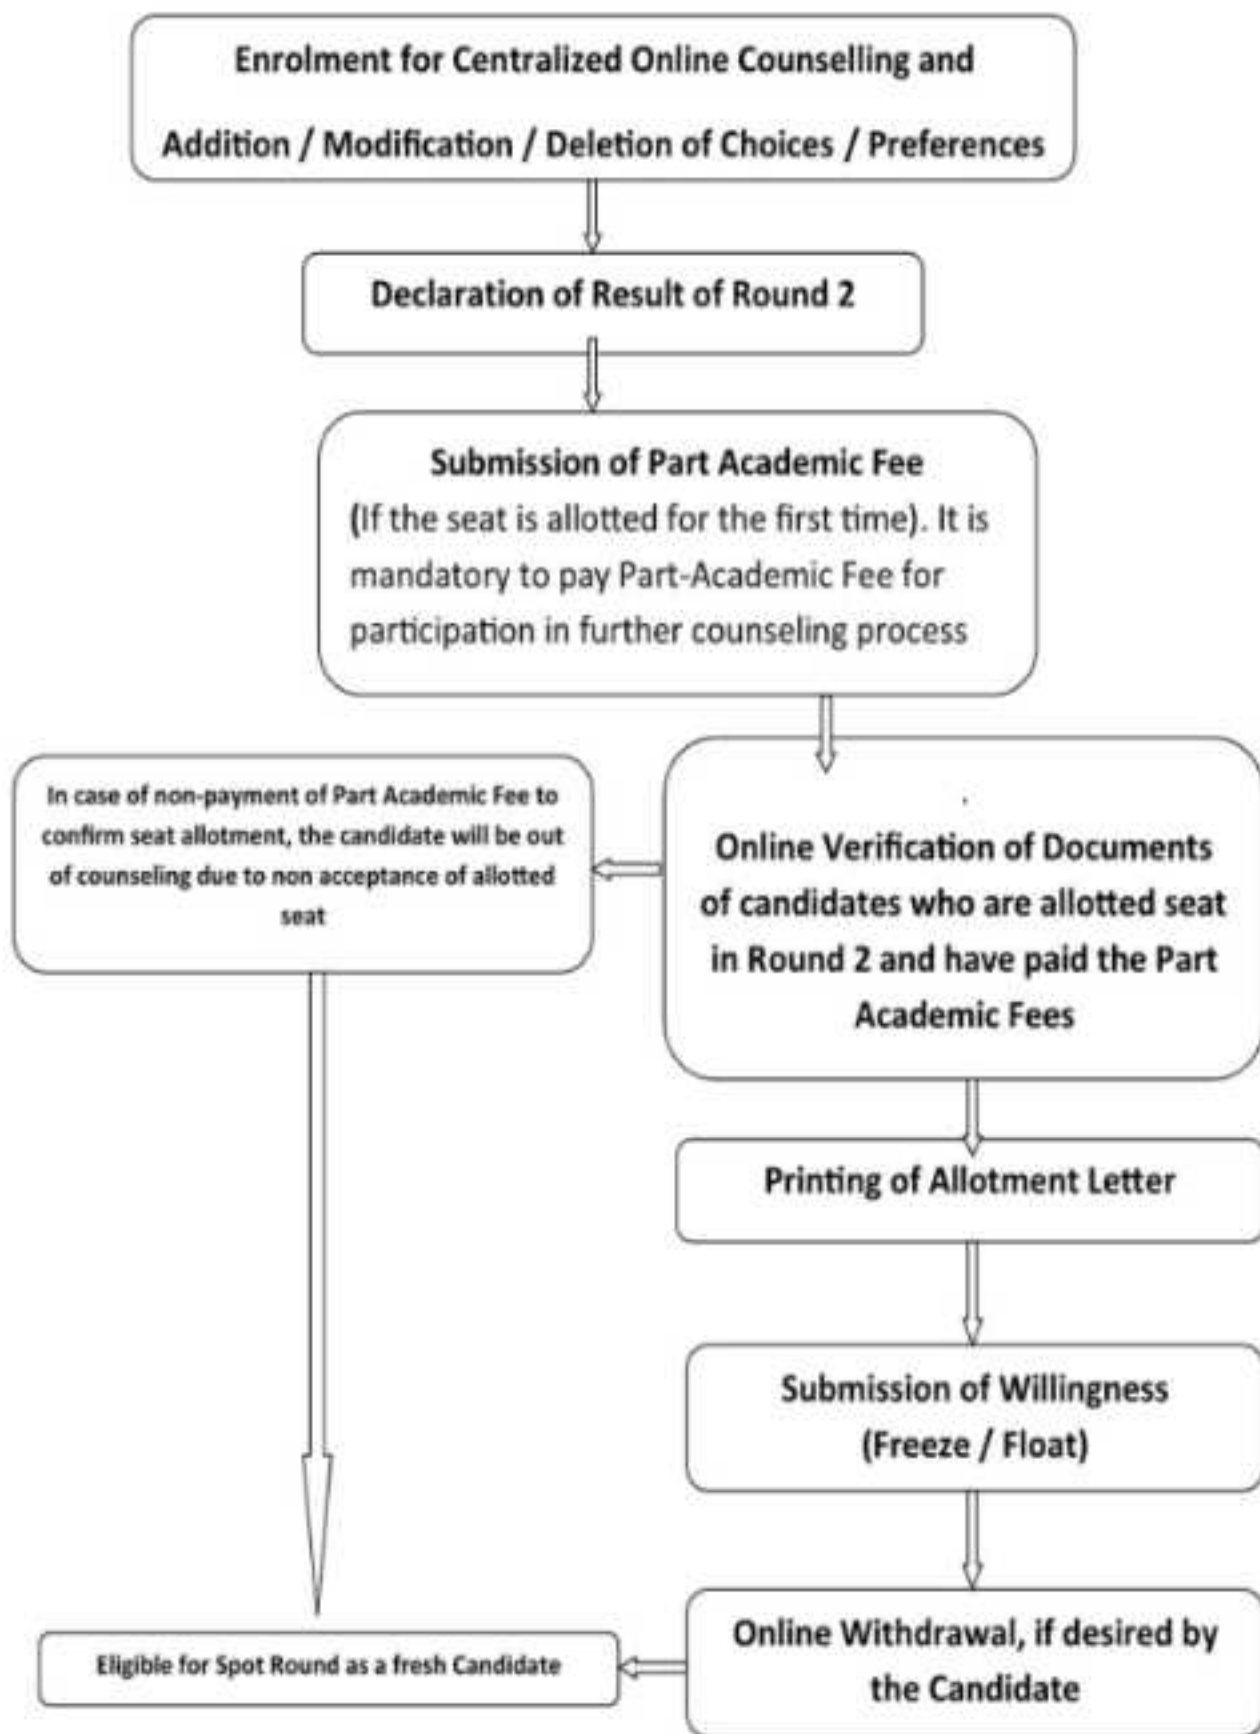 Enrolment for Centralized Online Counselling and
Addition / Modification / Deletion of Choices / Preferences
Declaration of Result of Round 2
Submission of Part Academic Fee
(If the seat is allotted for the first time). It is
mandatory to pay Part-Academic Fee for
participation in further counseling process
In case of non-payment of Part Academic Fee to
confirm seat allotment, the candidate will be out
of counseling due to non acceptance of allotted
seat
Online Verification of Documents
of candidates who are allotted seat
in Round 2 and have paid the Part
Academic Fees
Printing of Allotment Letter
Submission of Willingness
(Freeze / Float)
Online Withdrawal, if desired by
the Candidate
Eligible for Spot Round as a fresh Candidate